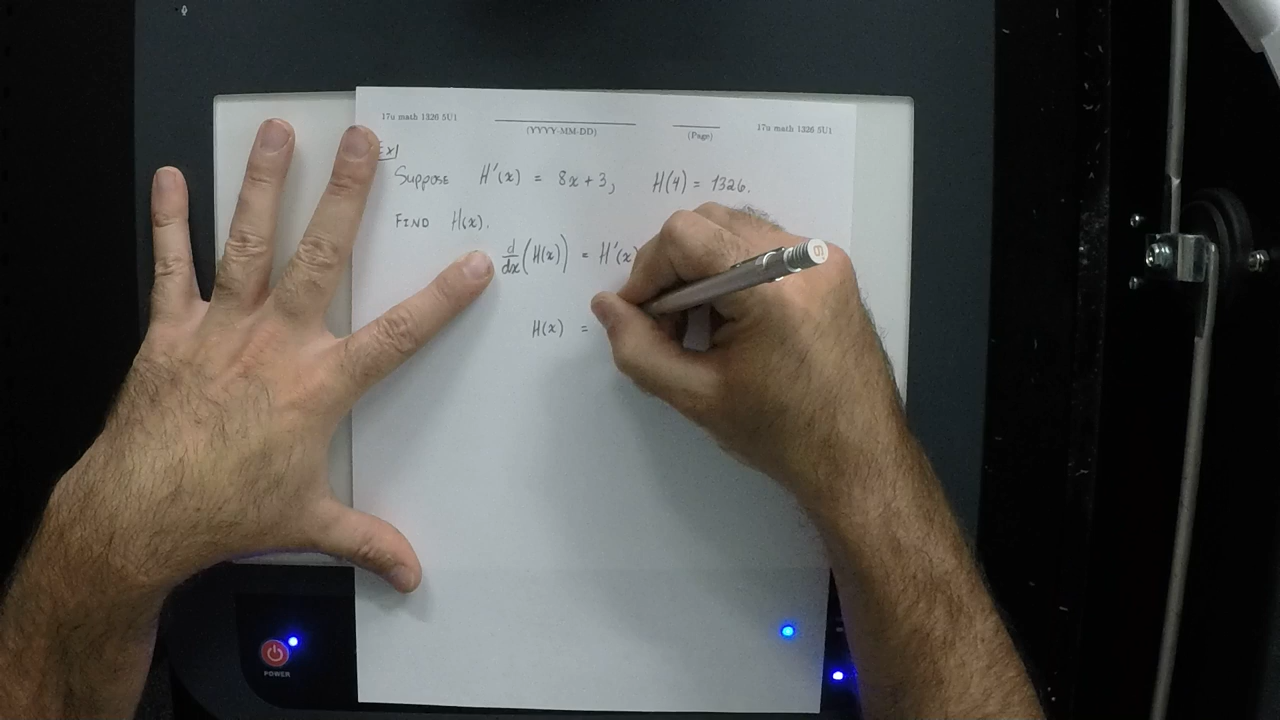 17u math 1326 5U1 (YYYY-MM-DD) (Page) 17u math 1326 5U1
Ex1
SUPPOSE H'(x) = 8x+3, H(4) = 1326.
FIND H(x).
d/dx (H(x)) = H'(x)
H(x) =
6
POWER